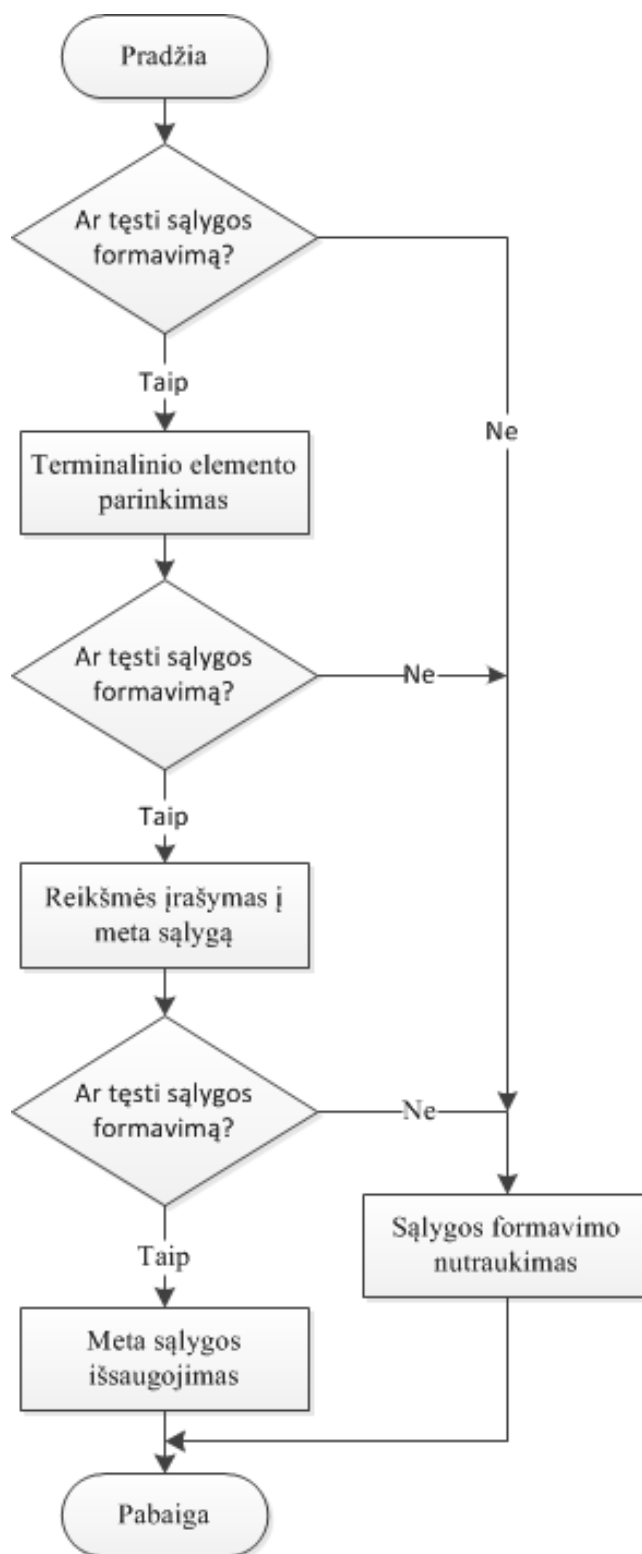 Pradžia
Ar tęsti sąlygos
formavimą?
Taip
Ne
Terminalinio elemento
parinkimas
Ar tęsti sąlygos
formavimą?
Ne
Taip
Reikšmės įrašymas į
meta sąlygą
Ar tęsti sąlygos
formavimą?
Ne
Taip
Sąlygos formavimo
nutraukimas
Meta sąlygos
išsaugojimas
Pabaiga